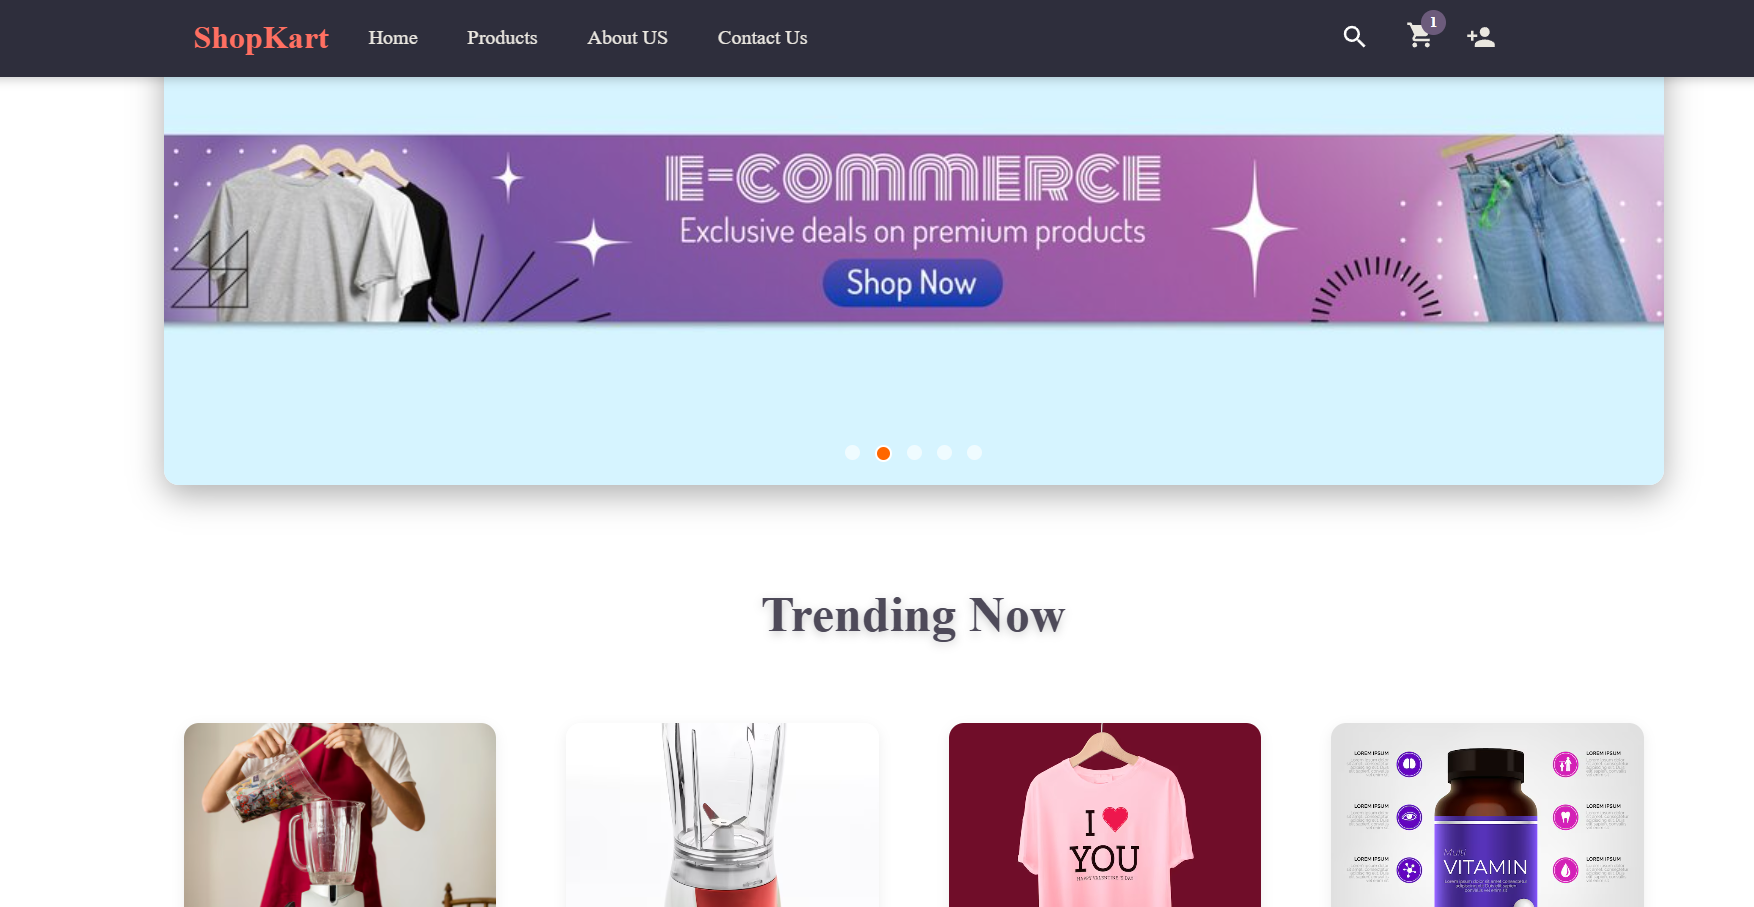 ShopKart
Home
Products
About US
Contact Us
1
E-COMMERCE
Exclusive deals on premium products
Shop Now
Trending Now
I ❤
YOU
LOREM IPSUM
LOREM IPSUM
LOREM IPSUM
LOREM IPSUM
LOREM IPSUM
LOREM IPSUM
Multi
VITAMIN